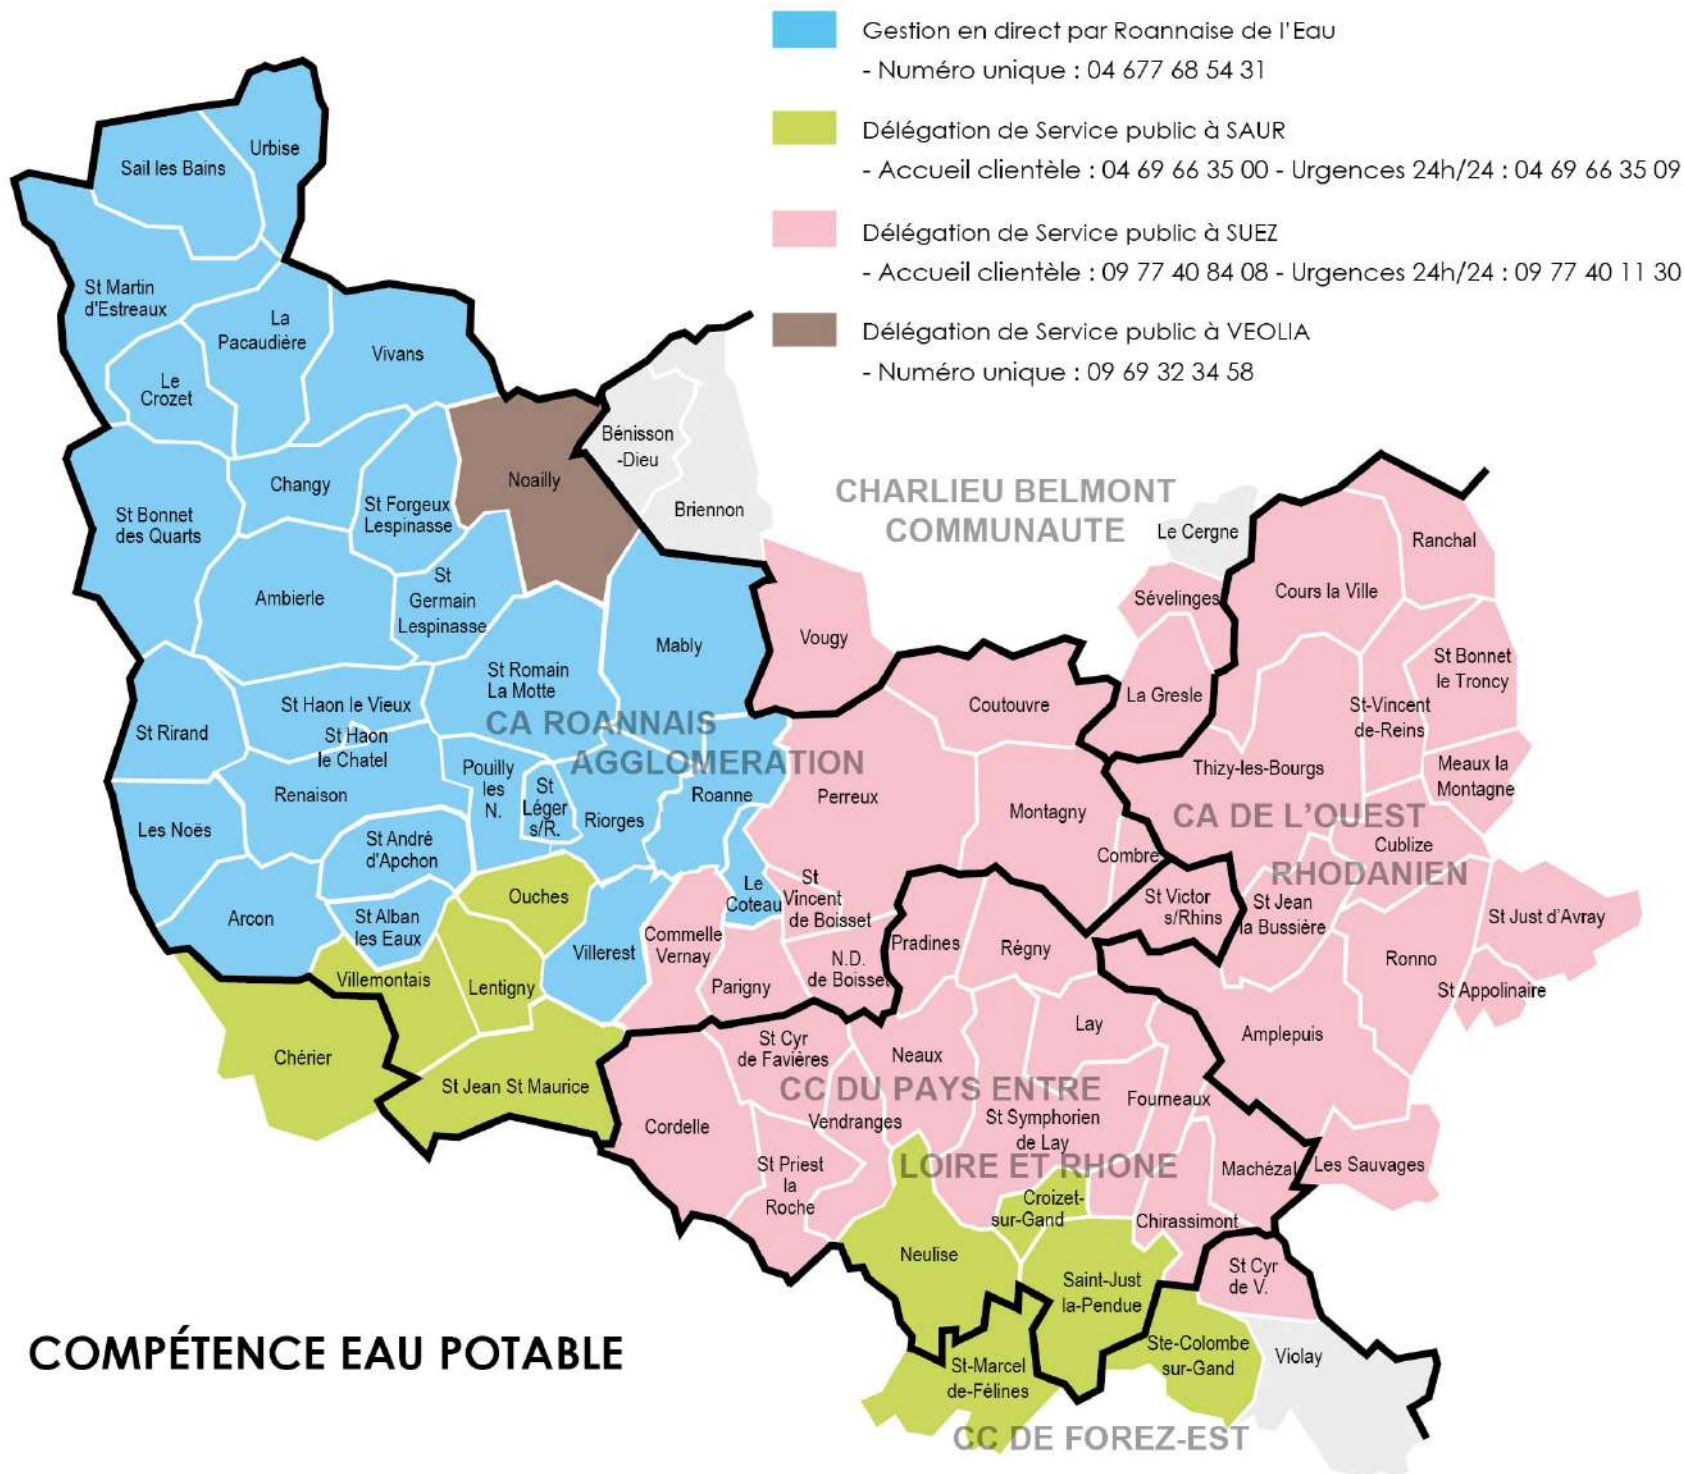 Gestion en direct par Roannaise de l'Eau
- Numéro unique : 04 677 68 54 31
Délégation de Service public à SAUR
- Accueil clientèle : 04 69 66 35 00 - Urgences 24h/24 : 04 69 66 35 09
Délégation de Service public à SUEZ
- Accueil clientèle : 09 77 40 84 08 - Urgences 24h/24 : 09 77 40 11 30
Délégation de Service public à VEOLIA
- Numéro unique : 09 69 32 34 58
Urbise
Sail les Bains
St Martin
d'Estreaux
La
Pacaudière
Vivans
Le
Crozet
Bénisson
-Dieu
Briennon
Noailly
Changy
St Forgeux
Lespinasse
St Bonnet
des Quarts
CHARLIEU BELMONT
COMMUNAUTE
Le Cergne
Ranchal
Cours la Ville
Sévelinges
Ambierle
St
Germain
Lespinasse
Mably
Vougy
St Bonnet
le Troncy
La Gresle
St Romain
La Motte
Coutouvre
St-Vincent
de-Reins
St Haon le Vieux
St Rirand
St Haon
le Chatel
CA ROANNAIS
AGGLOMERATION
Thizy-les-Bourgs
Meaux la
Montagne
Pouilly
les
N.
St
Léger
s/R.
Renaison
Roanne
Perreux
Montagny
Riorges
CA DE L'OUEST
RHODANIEN
Les Noës
St André
d'Apchon
Cublize
Combre
Ouches
Le
Coteau
St
Vincent
de Boisset
St Victor
s/Rhins
St Jean
la Bussière
St Just d'Avray
Arcon
St Alban
les Eaux
Villerest
Commelle
Vernay
Pradines
Régny
N.D.
de Boisset
Ronno
Villemontais
Lentigny
Parigny
St Appolinaire
Lay
Amplepuis
Chérier
St Cyr
de Favières
Neaux
St Jean St Maurice
CC DU PAYS ENTRE
LOIRE ET RHONE
Fourneaux
Cordelle
Vendranges
St Symphorien
de Lay
St Priest
la
Roche
Machézal
Les Sauvages
Croizet-
sur-Gand
Chirassimont
Neulise
St Cyr
de V.
Saint-Just
la-Pendue
Ste-Colombe
sur-Gand
Violay
St-Marcel
de-Félines
CC DE FOREZ-EST
COMPÉTENCE EAU POTABLE